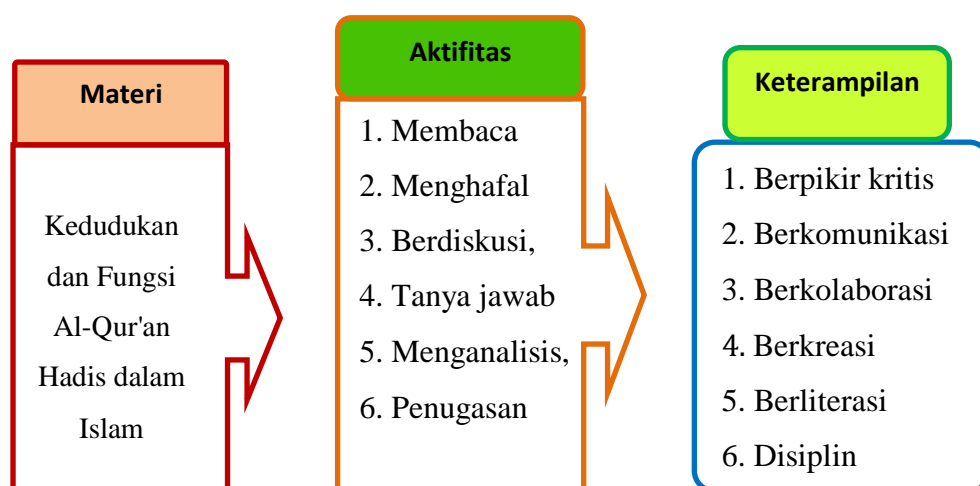 Materi
Kedudukan
dan Fungsi
Al-Qur'an
Hadis dalam
Islam
Aktifitas
1. Membaca
2. Menghafal
3. Berdiskusi,
4. Tanya jawab
5. Menganalisis,
6. Penugasan
Keterampilan
1. Berpikir kritis
2. Berkomunikasi
3. Berkolaborasi
4. Berkreasi
5. Berliterasi
6. Disiplin